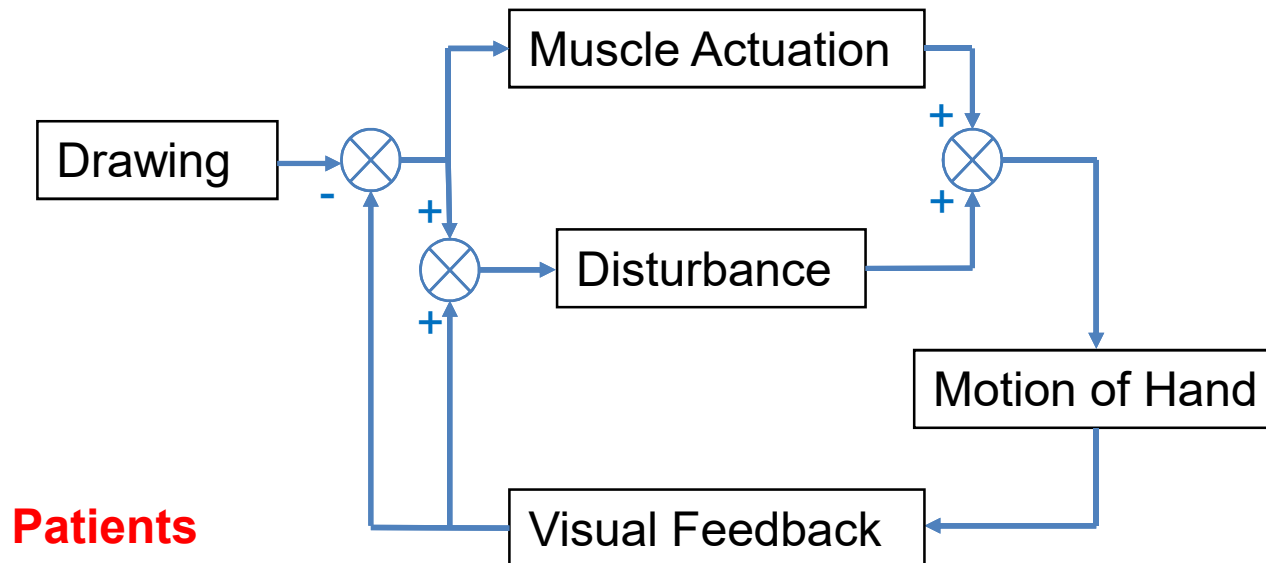 Muscle Actuation
+
Drawing
-
+
+
Disturbance
+
Motion of Hand
Patients
Visual Feedback